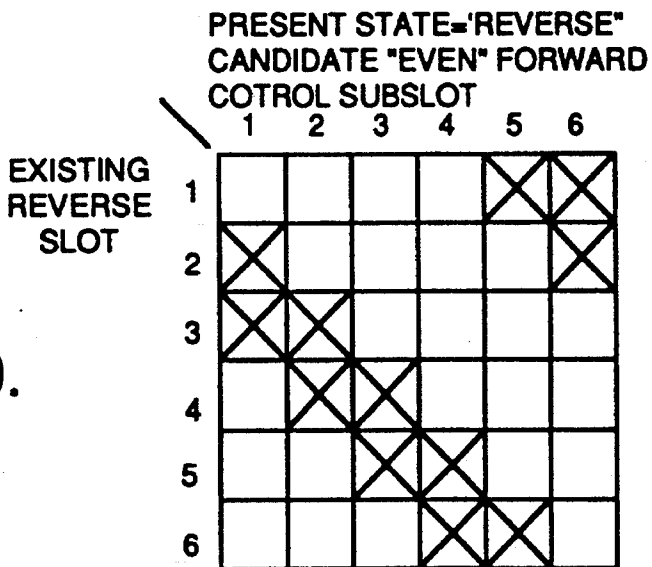 PRESENT STATE='REVERSE"
CANDIDATE "EVEN" FORWARD
COTROL SUBSLOT
1 2 3 4 5 6
EXISTING
REVERSE
SLOT
1
2
3
).
4
5
6